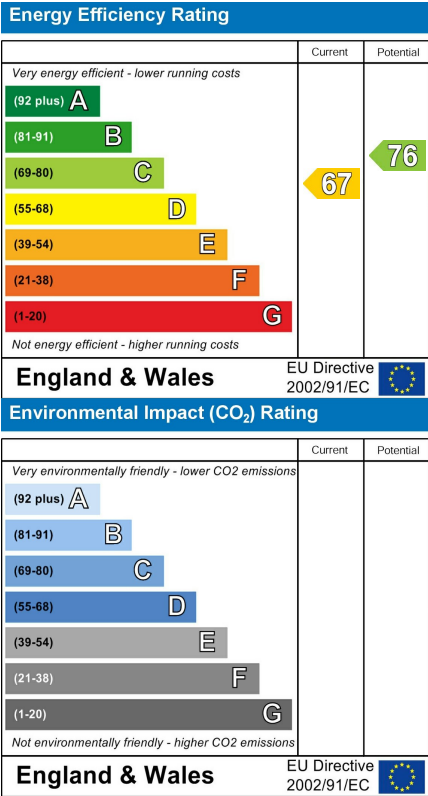 Energy Efficiency Rating
Current Potential
Very energy efficient - lower running costs
(92 plus) A
(81-91) B
(69-80) C
(55-68) D
(39-54) E
(21-38) F
(1-20) G
67
76
Not energy efficient - higher running costs
England & Wales
EU Directive
2002/91/EC
Environmental Impact (CO₂) Rating
Current Potential
Very environmentally friendly - lower CO2 emissions
(92 plus) A
(81-91) B
(69-80) C
(55-68) D
(39-54) E
(21-38) F
(1-20) G
Not environmentally friendly - higher CO2 emissions
England & Wales
EU Directive
2002/91/EC